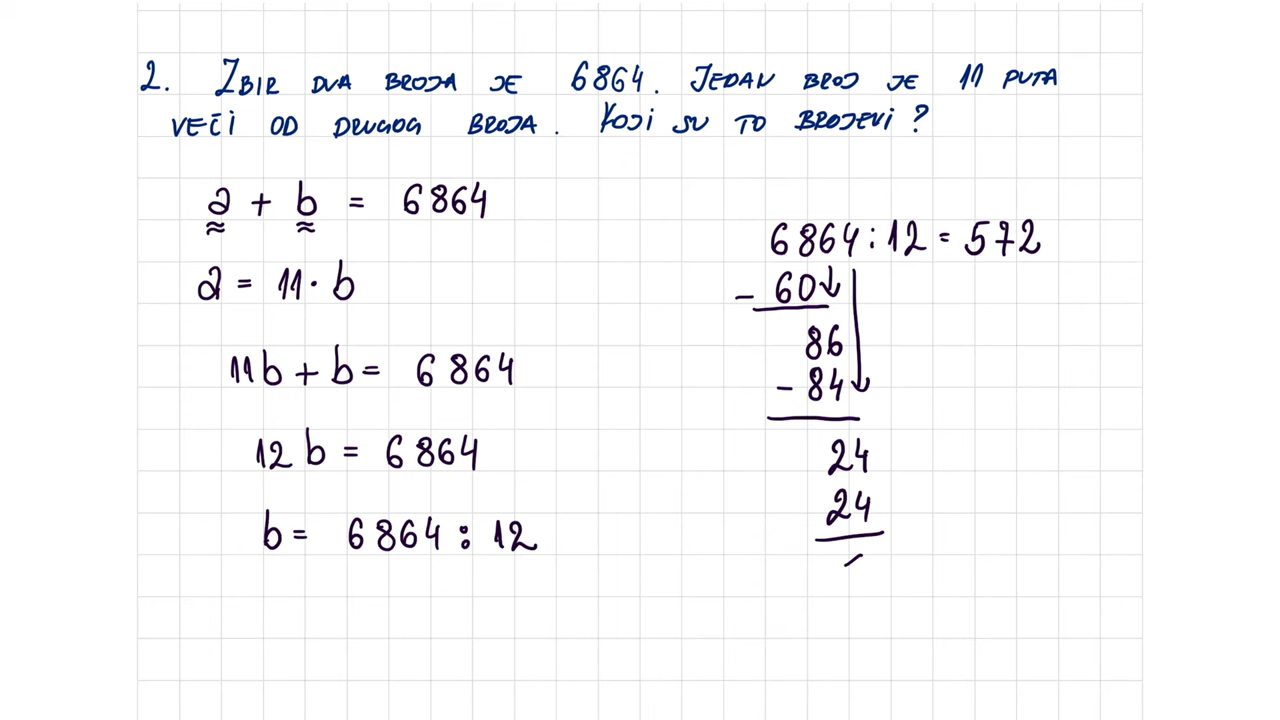 2. ZBIR DVA BROJA JE 6864. JEDAN BROJ JE 11 PUTA
VEĆI OD DRUGOG BROJA. KOJI SU TO BROJEVI?
a + b = 6864
a = 11 · b
11b + b = 6864
12 b = 6864
b = 6864 : 12
6864 : 12 = 572
- 60
86
- 84
24
24